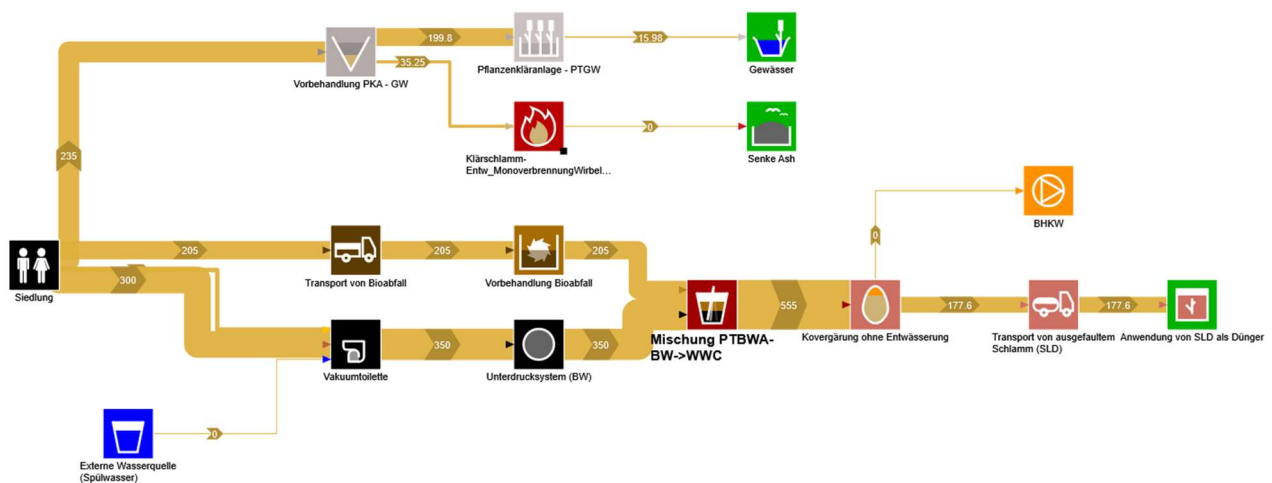 199.8
15.98
Vorbehandlung PKA - GW
Pflanzenkläranlage - PTGW
Gewässer
35.25
0
Klärschlamm-
Entw_MonoverbrennungWirbel...
Senke Ash
235
0
BHKW
205
205
205
Siedlung
300
Transport von Bioabfall
Vorbehandlung Bioabfall
555
177.6
177.6
Mischung PTBWA-
BW->WWC
Kovergärung ohne Entwässerung
Transport von ausgefaultem
Schlamm (SLD)
Anwendung von SLD als Dünger
350
350
Vakuumtoilette
Unterdrucksystem (BW)
0
Externe Wasserquelle
(Spülwasser)